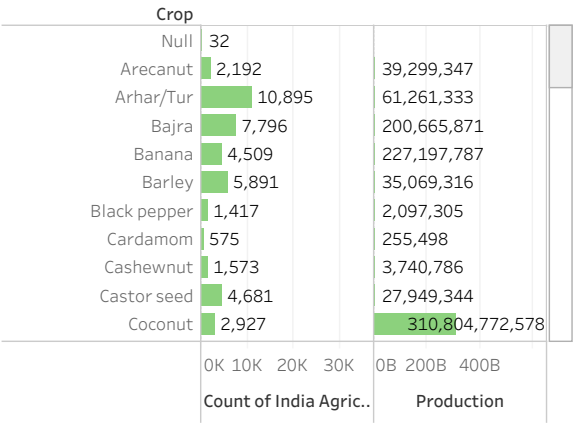 Crop
Null 32
Arecanut 2,192 39,299,347
Arhar/Tur 10,895 61,261,333
Bajra 7,796 200,665,871
Banana 4,509 227,197,787
Barley 5,891 35,069,316
Black pepper 1,417 2,097,305
Cardamom 575 255,498
Cashewnut 1,573 3,740,786
Castor seed 4,681 27,949,344
Coconut 2,927 310,804,772,578
0K 10K 20K 30K 0B 200B 400B
Count of India Agric.. Production